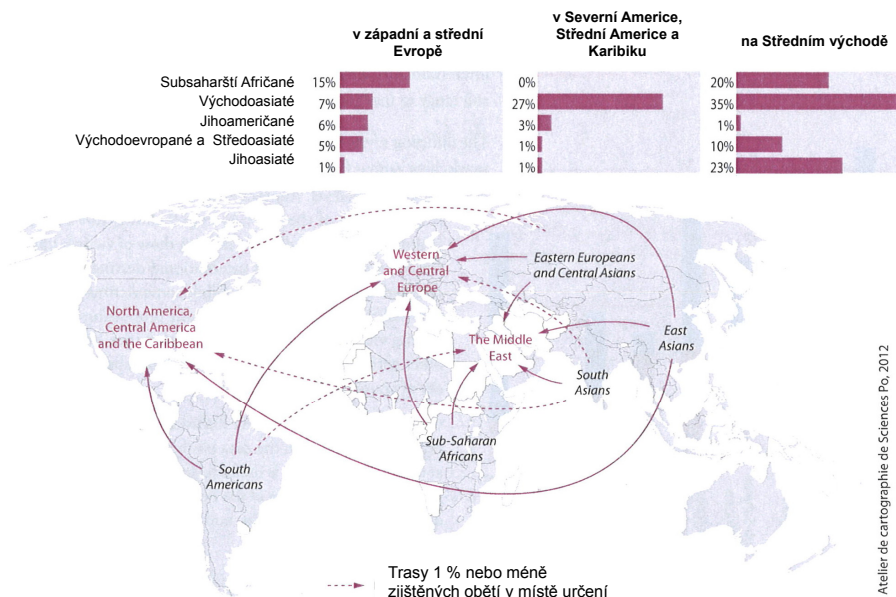 v západní a střední
Evropě
v Severní Americe,
Střední Americe a
Karibiku
na Středním východě
Subsaharští Afričané 15% 0% 20%
Východoasiaté 7% 27% 35%
Jihoameričané 6% 3% 1%
Východoevropané a Středoasiaté 5% 1% 10%
Jihoasiaté 1% 1% 23%
Western
and Central
Europe
Eastern Europeans
and Central Asians
North America,
Central America
and the Caribbean
The Middle
East
East
Asians
South
Asians
Sub-Saharan
Africans
South
Americans
Trasy 1 % nebo méně
zjištěných obětí v místě určení
Atelier de cartographie de Sciences Po, 2012